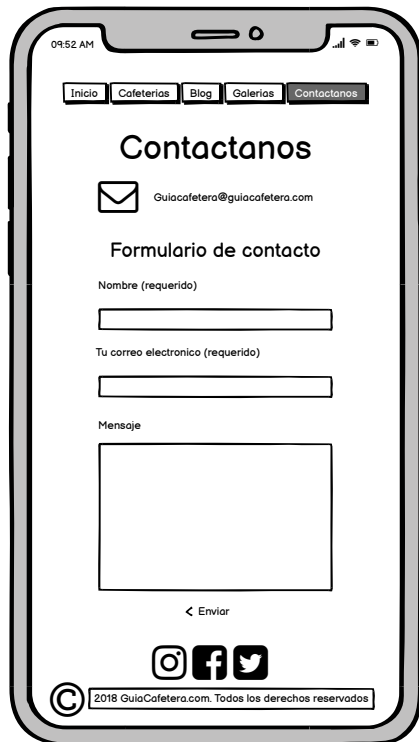 09:52 AM
Inicio Cafeterias Blog Galerias Contactanos
Contactanos
Guiacafetera@guiacafetera.com
Formulario de contacto
Nombre (requerido)
Tu correo electronico (requerido)
Mensaje
< Enviar
© 2018 GuiaCafetera.com. Todos los derechos reservados